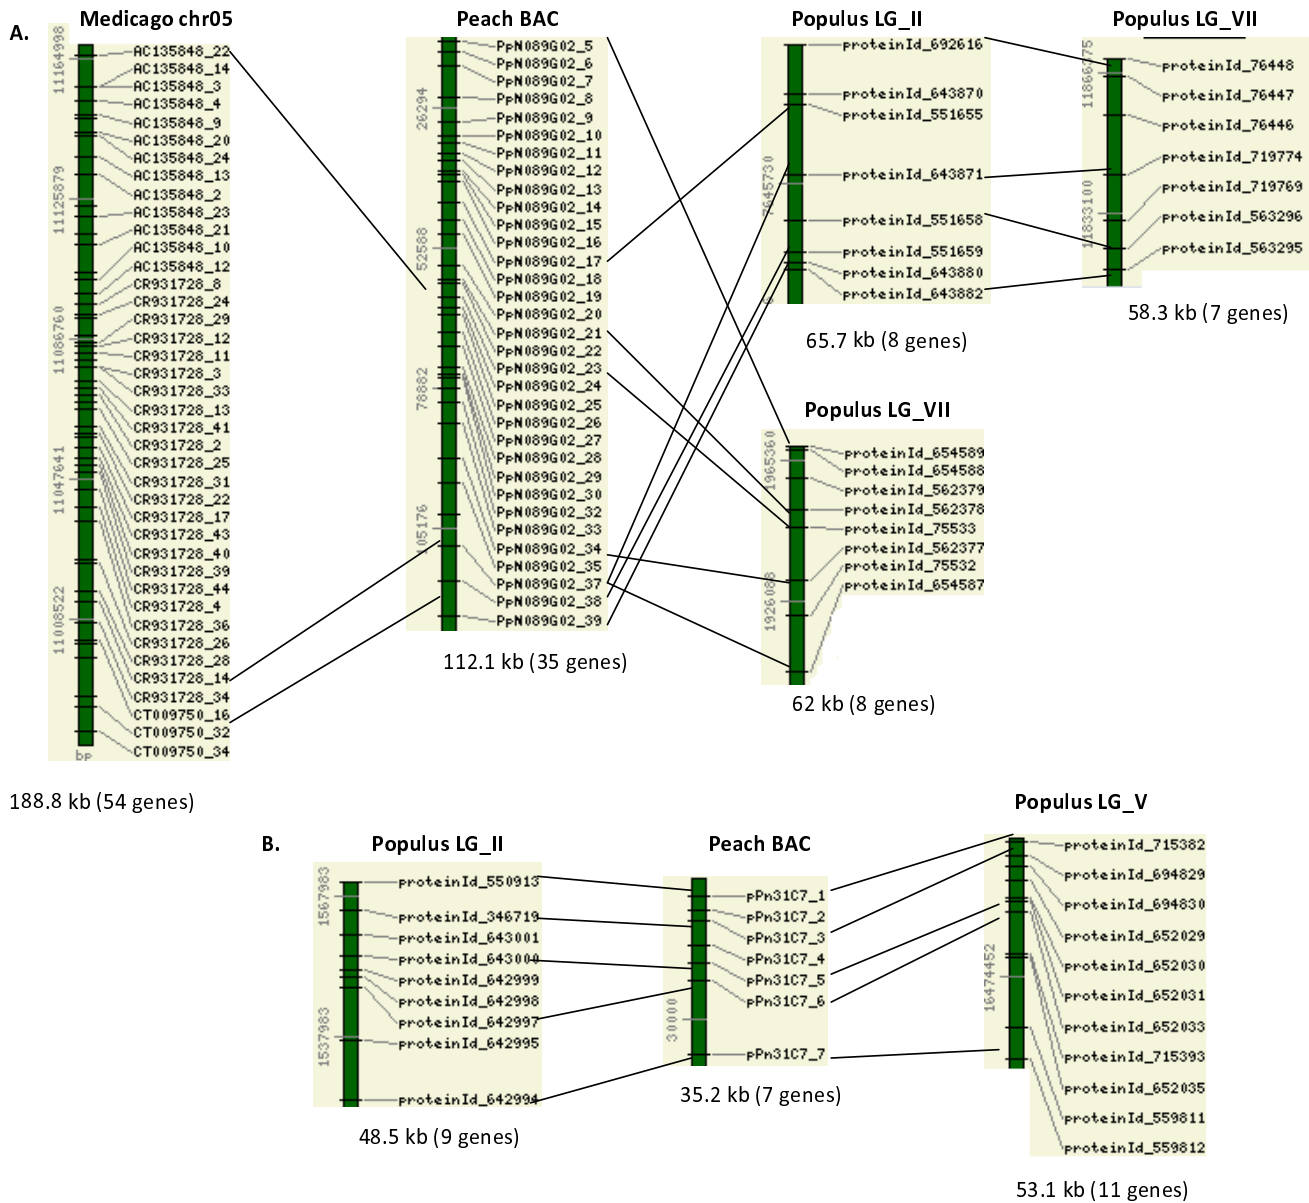 A.
Medicago chr05
11164998
11125879
11086760
11047641
11008522
bp
AC135848_22
AC135848_14
AC135848_3
AC135848_4
AC135848_9
AC135848_20
AC135848_24
AC135848_13
AC135848_2
AC135848_23
AC135848_21
AC135848_10
AC135848_12
CR931728_8
CR931728_24
CR931728_29
CR931728_12
CR931728_11
CR931728_3
CR931728_33
CR931728_13
CR931728_41
CR931728_2
CR931728_25
CR931728_31
CR931728_22
CR931728_17
CR931728_43
CR931728_40
CR931728_39
CR931728_44
CR931728_4
CR931728_36
CR931728_26
CR931728_28
CR931728_14
CR931728_34
CT009750_16
CT009750_32
CT009750_34
188.8 kb (54 genes)
Peach BAC
26294
52588
78882
105176
PpN089G02_5
PpN089G02_6
PpN089G02_7
PpN089G02_8
PpN089G02_9
PpN089G02_10
PpN089G02_11
PpN089G02_12
PpN089G02_13
PpN089G02_14
PpN089G02_15
PpN089G02_16
PpN089G02_17
PpN089G02_18
PpN089G02_19
PpN089G02_20
PpN089G02_21
PpN089G02_22
PpN089G02_23
PpN089G02_24
PpN089G02_25
PpN089G02_26
PpN089G02_27
PpN089G02_28
PpN089G02_29
PpN089G02_30
PpN089G02_32
PpN089G02_33
PpN089G02_34
PpN089G02_35
PpN089G02_37
PpN089G02_38
PpN089G02_39
112.1 kb (35 genes)
Populus LG_II
7645730
proteinId_692616
proteinId_643870
proteinId_551655
proteinId_643871
proteinId_551658
proteinId_551659
proteinId_643880
proteinId_643882
65.7 kb (8 genes)
Populus LG_VII
11833100
proteinId_76448
proteinId_76447
proteinId_76446
proteinId_719774
proteinId_719769
proteinId_563296
proteinId_563295
58.3 kb (7 genes)
Populus LG_VII
1965360
1926088
proteinId_654589
proteinId_654588
proteinId_562379
proteinId_562378
proteinId_75533
proteinId_562377
proteinId_75532
proteinId_654587
62 kb (8 genes)
B.
Populus LG_II
1567983
1537983
proteinId_550913
proteinId_346719
proteinId_643001
proteinId_643000
proteinId_642999
proteinId_642998
proteinId_642997
proteinId_642995
proteinId_642994
48.5 kb (9 genes)
Peach BAC
30000
pPn31C7_1
pPn31C7_2
pPn31C7_3
pPn31C7_4
pPn31C7_5
pPn31C7_6
pPn31C7_7
35.2 kb (7 genes)
Populus LG_V
16474452
proteinId_715382
proteinId_694829
proteinId_694830
proteinId_652029
proteinId_652030
proteinId_652031
proteinId_652033
proteinId_715393
proteinId_652035
proteinId_559811
proteinId_559812
53.1 kb (11 genes)